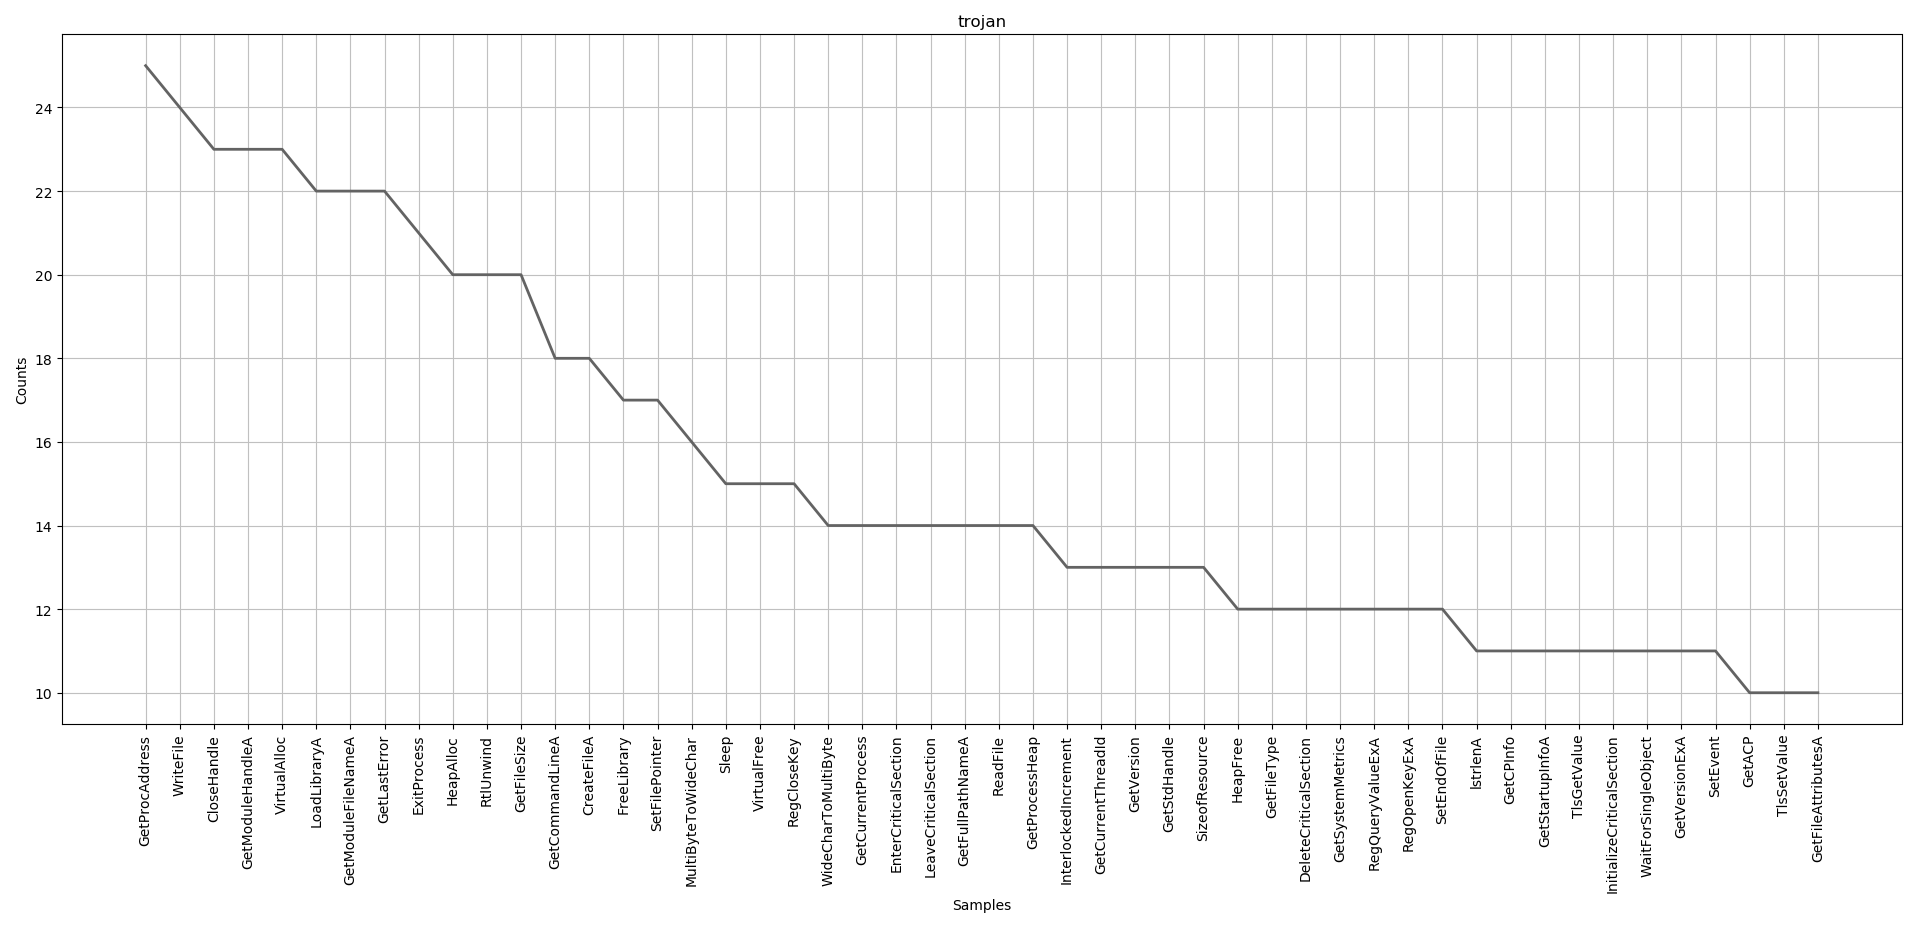 trojan
Counts
24
22
20
18
16
14
12
10
GetProcAddress
WriteFile
CloseHandle
GetModuleHandleA
VirtualAlloc
LoadLibraryA
GetModuleFileNameA
GetLastError
ExitProcess
HeapAlloc
RtlUnwind
GetFileSize
GetCommandLineA
CreateFileA
FreeLibrary
SetFilePointer
MultiByteToWideChar
Sleep
VirtualFree
RegCloseKey
WideCharToMultiByte
GetCurrentProcess
EnterCriticalSection
LeaveCriticalSection
GetFullPathNameA
ReadFile
GetProcessHeap
InterlockedIncrement
GetCurrentThreadId
GetVersion
GetStdHandle
SizeofResource
HeapFree
GetFileType
DeleteCriticalSection
GetSystemMetrics
RegQueryValueExA
RegOpenKeyExA
SetEndOfFile
lstrlenA
GetCPInfo
GetStartupInfoA
TlsGetValue
InitializeCriticalSection
WaitForSingleObject
GetVersionExA
SetEvent
GetACP
TlsSetValue
GetFileAttributesA
Samples